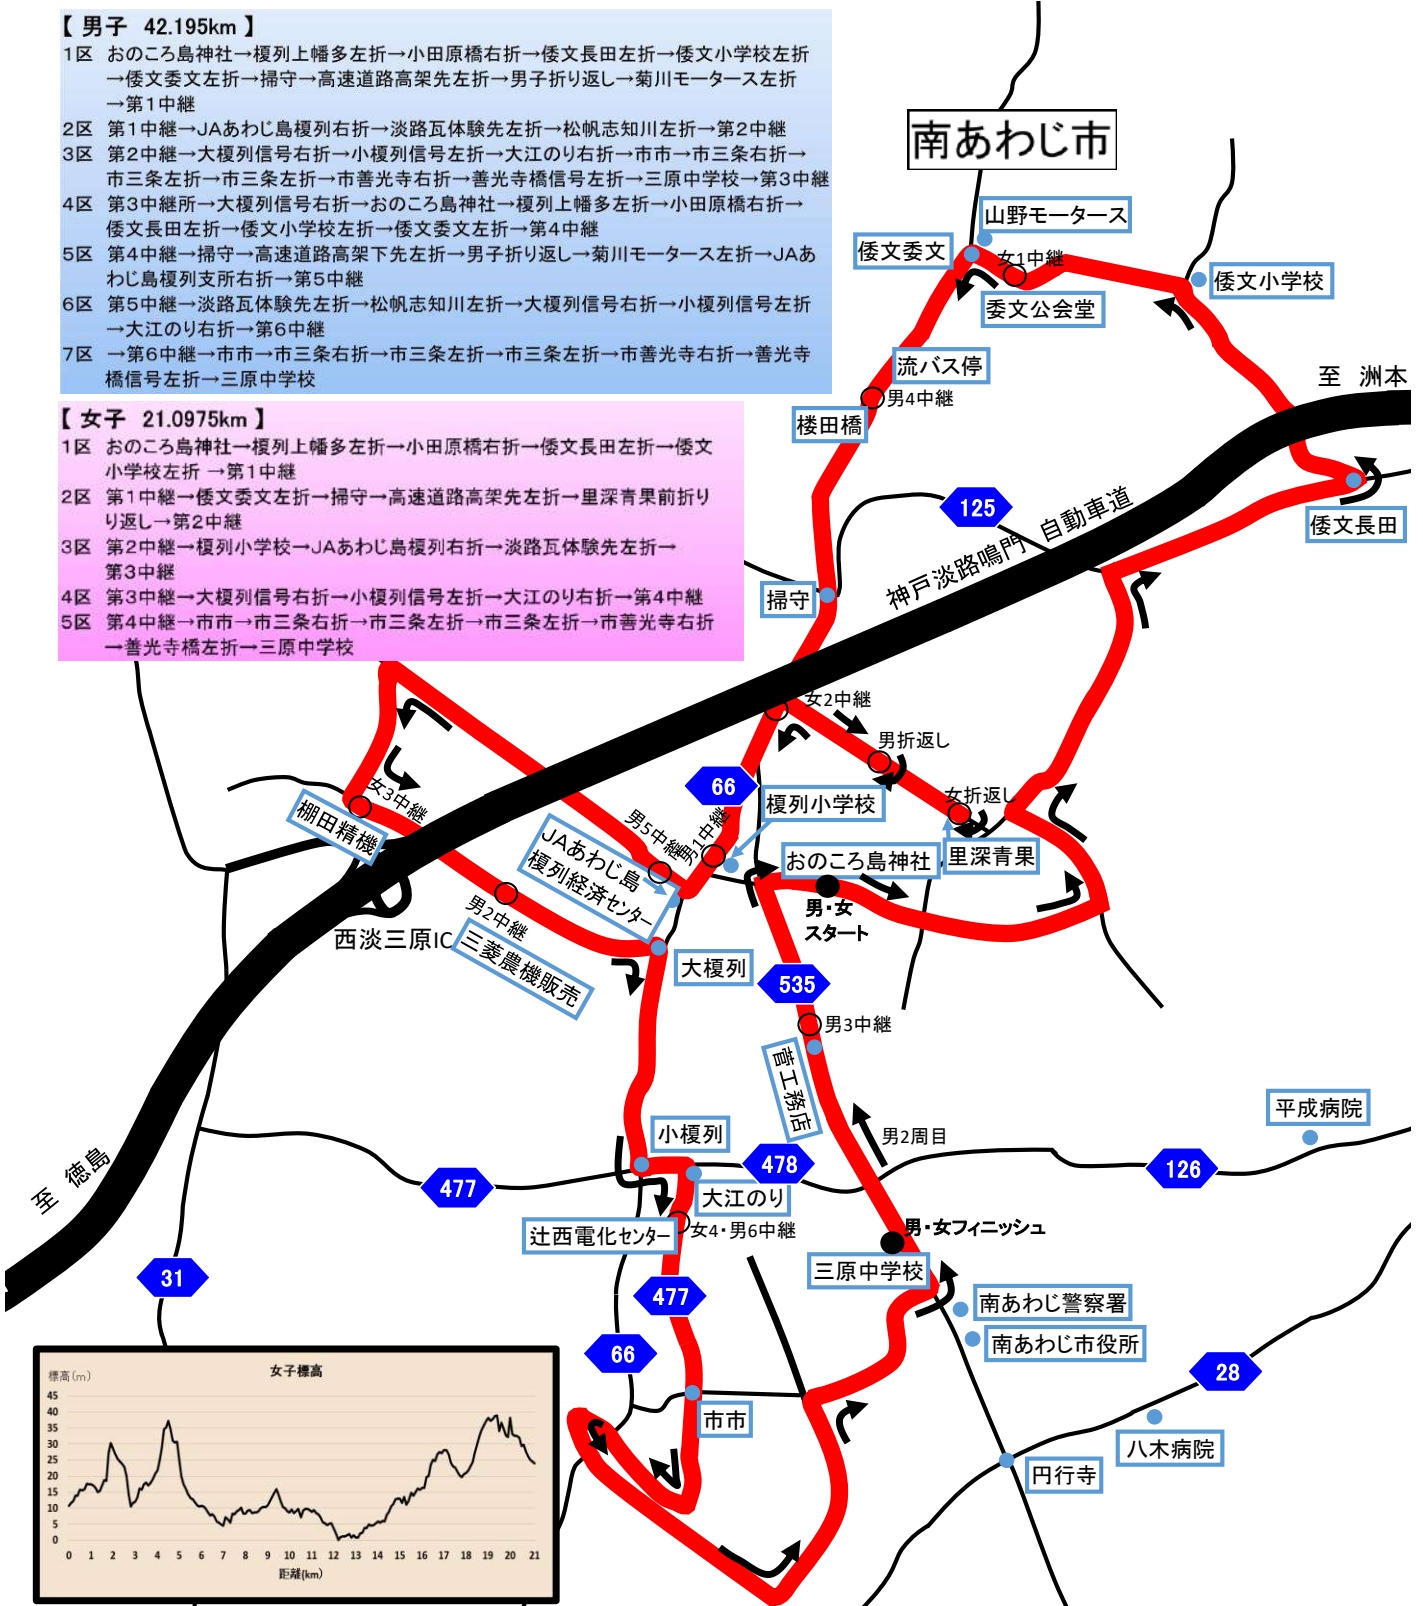 【 男子 42.195km 】
1区 おのころ島神社→榎列上幡多左折→小田原橋右折→倭文長田左折→倭文小学校左折
→倭文委文左折→掃守→高速道路高架先左折→男子折り返し→菊川モータース左折
→第1中継
2区 第1中継→JAあわじ島榎列右折→淡路瓦体験先左折→松帆志知川左折→第2中継
3区 第2中継→大榎列信号右折→小榎列信号左折→大江のり右折→市市→市三条右折→
市三条左折→市三条左折→市善光寺右折→善光寺橋信号左折→三原中学校→第3中継
4区 第3中継所→大榎列信号右折→おのころ島神社→榎列上幡多左折→小田原橋右折→
倭文長田左折→倭文小学校左折→倭文委文左折→第4中継
5区 第4中継→掃守→高速道路高架下先左折→男子折り返し→菊川モータース左折→JAあ
わじ島榎列支所右折→第5中継
6区 第5中継→淡路瓦体験先左折→松帆志知川左折→大榎列信号右折→小榎列信号左折
→大江のり右折→第6中継
7区 →第6中継→市市→市三条右折→市三条左折→市三条左折→市善光寺右折→善光寺
橋信号左折→三原中学校
【 女子 21.0975km 】
1区 おのころ島神社→榎列上幡多左折→小田原橋右折→倭文長田左折→倭文
小学校左折 →第1中継
2区 第1中継→倭文委文左折→掃守→高速道路高架先左折→里深青果前折り
り返し→第2中継
3区 第2中継→榎列小学校→JAあわじ島榎列右折→淡路瓦体験先左折→
第3中継
4区 第3中継→大榎列信号右折→小榎列信号左折→大江のり右折→第4中継
5区 第4中継→市市→市三条右折→市三条左折→市三条左折→市善光寺右折
→善光寺橋左折→三原中学校
南あわじ市
山野モータース
倭文委文
女1中継
倭文小学校
委文公会堂
流バス停
至 洲本
男4中継
楼田橋
125
神戸淡路鳴門 自動車道
倭文長田
掃守
女2中継
男折返し
66
榎列小学校
女折返し
女3中継
棚田精機
男5中継
男1中継
JAあわじ島
榎列経済センター
おのころ島神社
里深青果
男・女
スタート
男2中継
西淡三原IC
三菱農機販売
大榎列
535
男3中継
菅工務店
平成病院
小榎列
男2周目
478
126
至 徳島
477
大江のり
辻西電化センター
女4・男6中継
男・女フィニッシュ
三原中学校
31
477
南あわじ警察署
南あわじ市役所
66
28
市市
八木病院
円行寺
女子標高
標高(m)
45
40
35
30
25
20
15
10
5
0
0 1 2 3 4 5 6 7 8 9 10 11 12 13 14 15 16 17 18 19 20 21
距離(km)